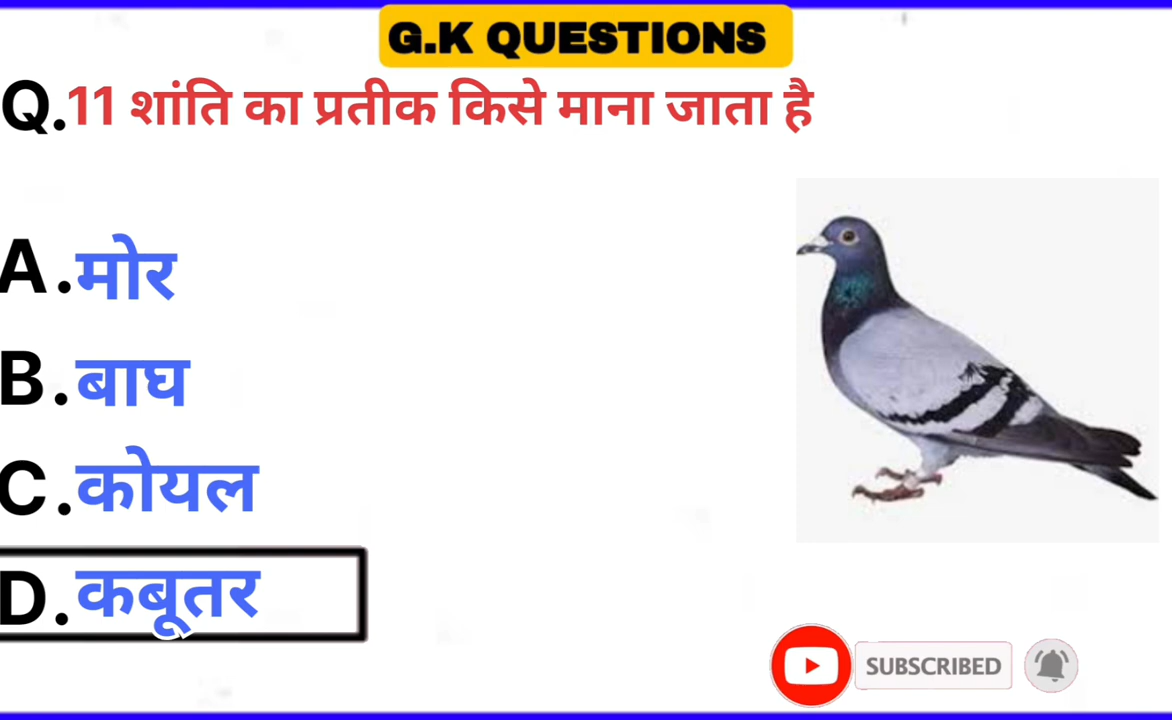 G.K QUESTIONS
Q.11 शांति का प्रतीक किसे माना जाता है
A.मोर
B.बाघ
C.कोयल
D.कबूतर
SUBSCRIBED